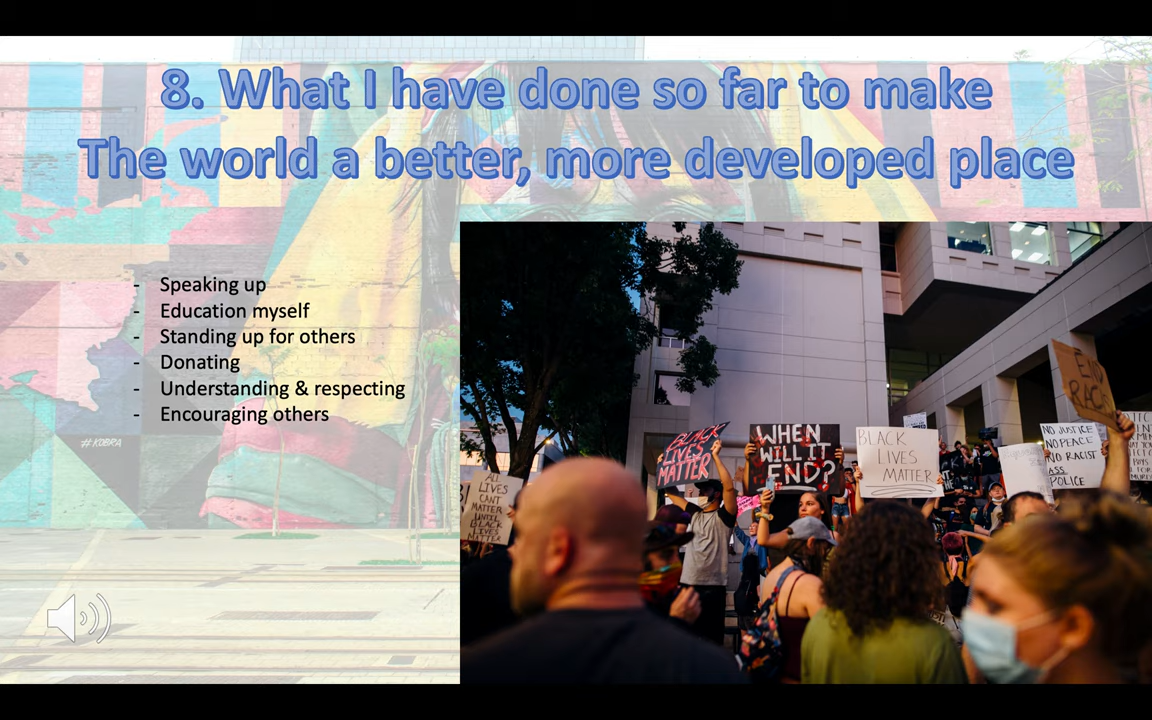 8. What I have done so far to make
The world a better, more developed place
- Speaking up
- Education myself
- Standing up for others
- Donating
- Understanding & respecting
- Encouraging others
#KOBRA
ALL
LIVES
CAN'T
MATTER
UNTIL
BLACK
LIVES
MATTER
BLACK
LIVES
MATTER
WHEN
WILL IT
END?
BLACK
LIVES
MATTER
NO JUSTICE
NO PEACE
NO RACIST
ASS
POLICE
END